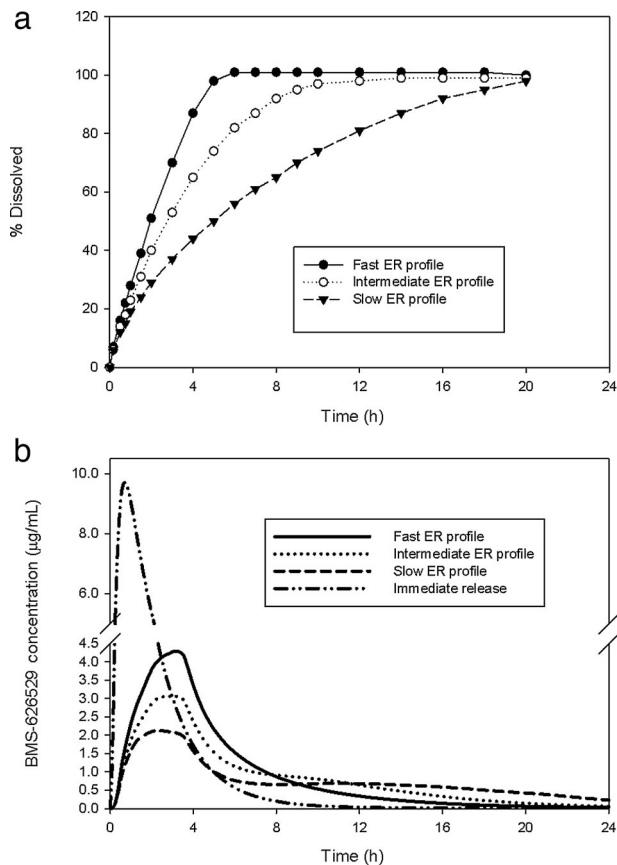 a
120
100
80
60
40
20
0
% Dissolved
Fast ER profile
Intermediate ER profile
Slow ER profile
0 4 8 12 16 20 24
Time (h)
b
10.0
8.0
6.0
4.5
4.0
3.5
3.0
2.5
2.0
1.5
1.0
0.5
0.0
BMS-626529 concentration (µg/mL)
Fast ER profile
Intermediate ER profile
Slow ER profile
Immediate release
0 4 8 12 16 20 24
Time (h)